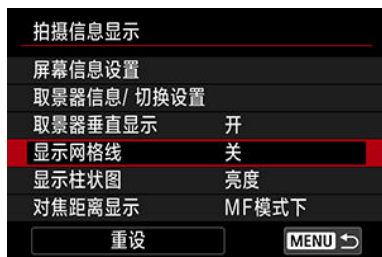 拍摄信息显示
屏幕信息设置
取景器信息/ 切换设置
取景器垂直显示 开
显示网格线 关
显示柱状图 亮度
对焦距离显示 MF模式下
重设 MENU